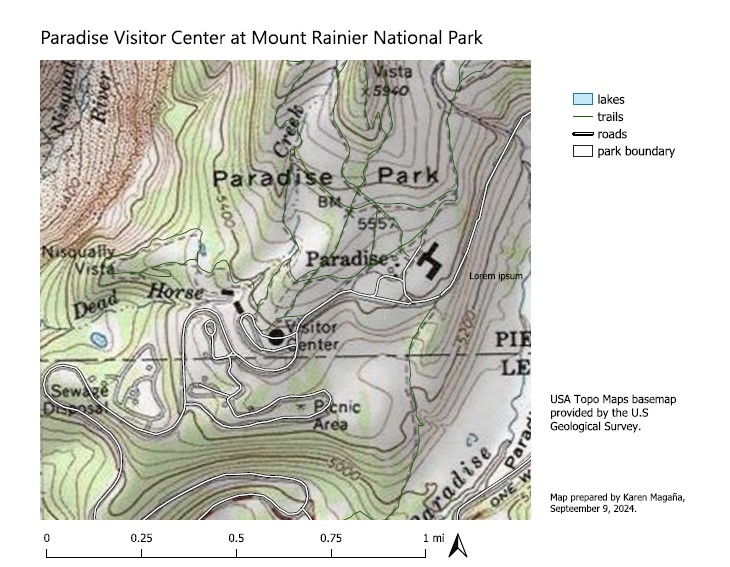 Paradise Visitor Center at Mount Rainier National Park
Vista
5940
Nisqually
River
Creek
lakes
trails
roads
park boundary
Paradise Park
BM
5557
5400
4400
Nisqually
Vista
Paradise
Lorem ipsum
Dead Horse
Visitor
Center
5200
PIE
LE
Sewage
Disposal
Picnic
Area
USA Topo Maps basemap
provided by the U.S
Geological Survey.
5000
Paradise
Parad
ONE W
Map prepared by Karen Magaña,
Septeember 9, 2024.
0 0.25 0.5 0.75 1 mi